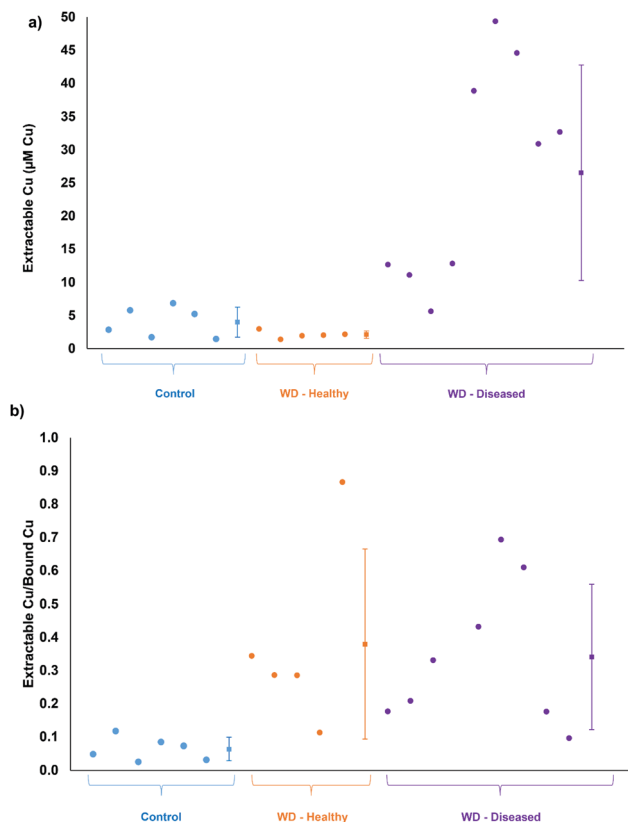 a)
50
45
40
35
30
25
20
15
10
5
0
Extractable Cu (µM Cu)
Control
WD - Healthy
WD - Diseased
b)
1.0
0.9
0.8
0.7
0.6
0.5
0.4
0.3
0.2
0.1
0.0
Extractable Cu/Bound Cu
Control
WD - Healthy
WD - Diseased